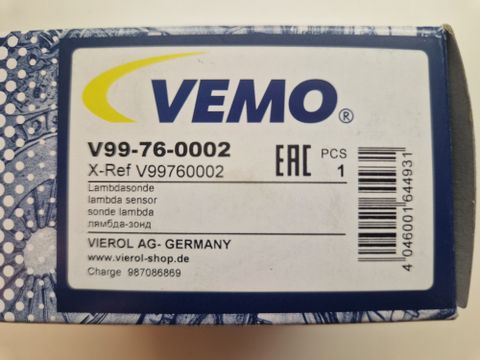 VEMO®
V99-76-0002
X-Ref V99760002
EAC
PCS
1
Lambdasonde
lambda sensor
sonde lambda
лямбда-зонд
VIEROL AG- GERMANY
www.vierol-shop.de
Charge 987086869
4 046001 644931